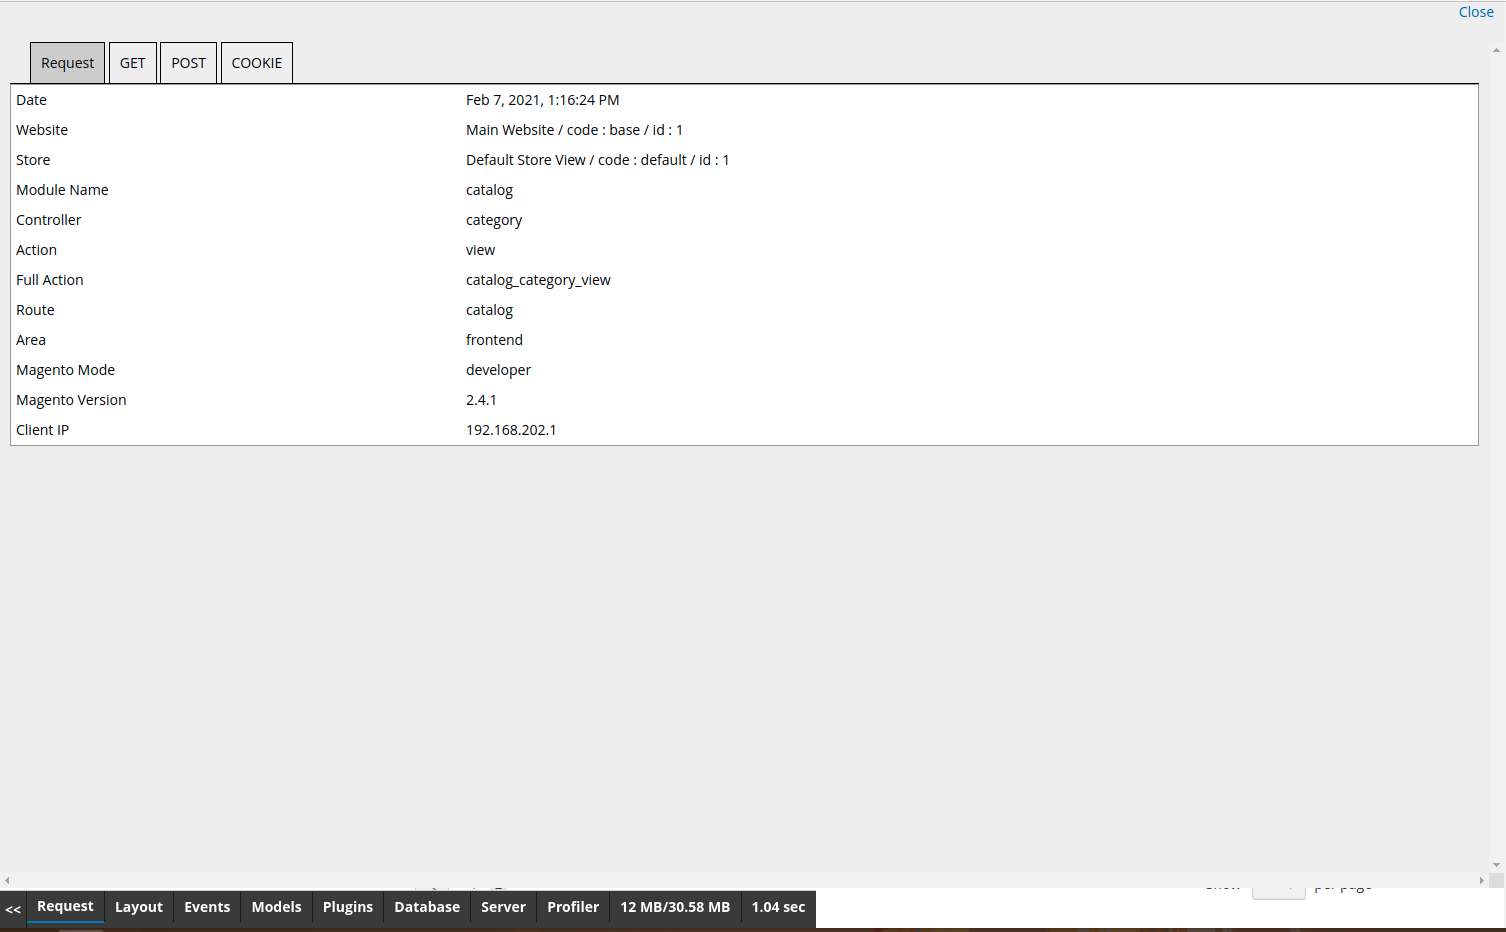 Close
Request GET POST COOKIE
Date Feb 7, 2021, 1:16:24 PM
Website Main Website / code : base / id : 1
Store Default Store View / code : default / id : 1
Module Name catalog
Controller category
Action view
Full Action catalog_category_view
Route catalog
Area frontend
Magento Mode developer
Magento Version 2.4.1
Client IP 192.168.202.1
per page
<< Request Layout Events Models Plugins Database Server Profiler 12 MB/30.58 MB 1.04 sec